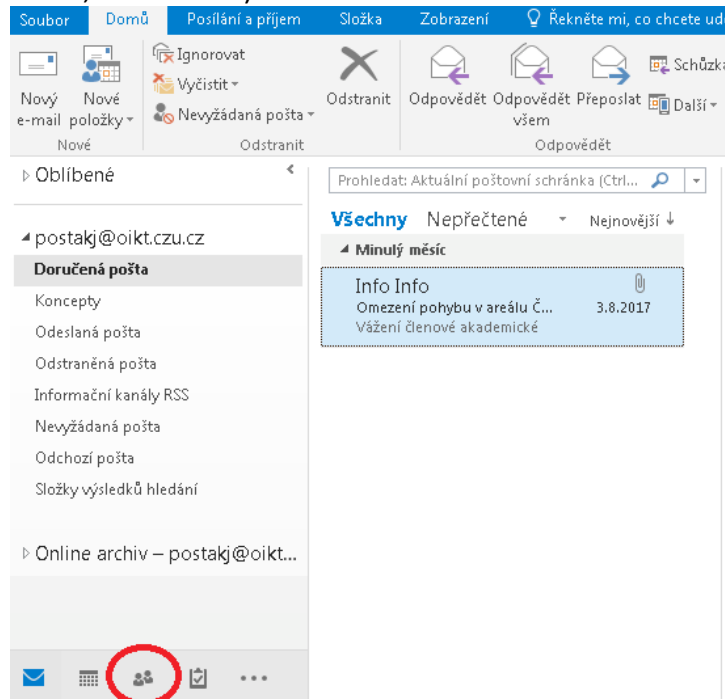 Soubor Domů Posílání a příjem Složka Zobrazení Řekněte mi, co chcete
Nový e-mail
Nové položky
Ignorovat
Vyčistit
Nevyžádaná pošta
Odstranit
Odpovědět
Odpovědět všem
Přeposlat
Schůzka
Další
Nové Odstranit Odpovědět
Oblíbené
postakj@oikt.czu.cz
Doručená pošta
Koncepty
Odeslaná pošta
Odstraněná pošta
Informační kanály RSS
Nevyžádaná pošta
Odchozí pošta
Složky výsledků hledání
Online archiv – postakj@oikt...
Prohledat: Aktuální poštovní schránka (Ctrl...
Všechny Nepřečtené Nejnovější
Minulý měsíc
Info Info
Omezení pohybu v areálu Č... 3.8.2017
Vážení členové akademické